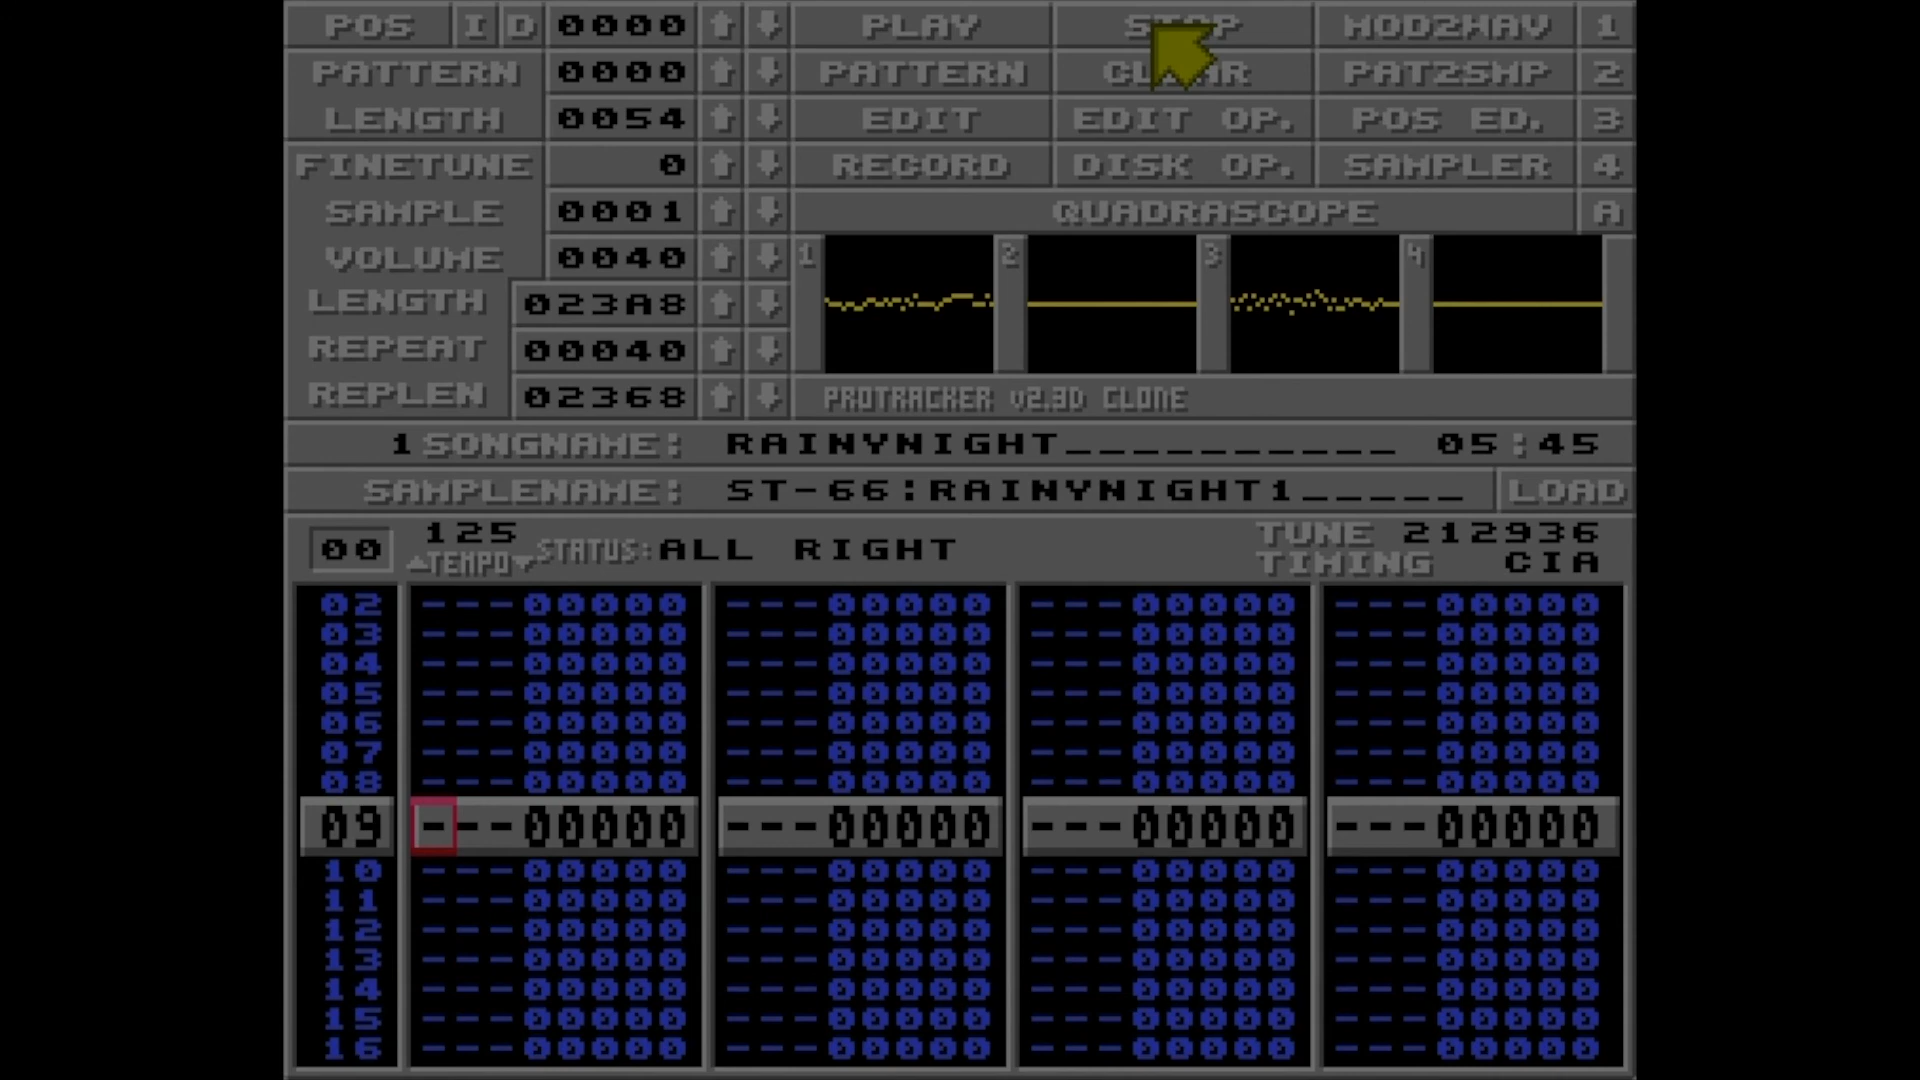 POS I D 0000 PLAY STOP MOD2WAV 1
PATTERN 0000 PATTERN CLEAR PAT2SMP 2
LENGTH 0054 EDIT EDIT OP. POS ED. 3
FINETUNE 0 RECORD DISK OP. SAMPLER 4
SAMPLE 0001 QUADRASCOPE A
VOLUME 0040 1 2 3 4
LENGTH 023A8
REPEAT 00040
REPLEN 02368 PROTRACKER V2.3D CLONE
1 SONGNAME: RAINYNIGHT__________ 05:45
SAMPLENAME: ST-66:RAINYNIGHT1_____ LOAD
00 125 STATUS: ALL RIGHT TUNE 212936
TEMPO TIMING CIA
02 ---00000 ---00000 ---00000 ---00000
03 ---00000 ---00000 ---00000 ---00000
04 ---00000 ---00000 ---00000 ---00000
05 ---00000 ---00000 ---00000 ---00000
06 ---00000 ---00000 ---00000 ---00000
07 ---00000 ---00000 ---00000 ---00000
08 ---00000 ---00000 ---00000 ---00000
09 ---00000 ---00000 ---00000 ---00000
10 ---00000 ---00000 ---00000 ---00000
11 ---00000 ---00000 ---00000 ---00000
12 ---00000 ---00000 ---00000 ---00000
13 ---00000 ---00000 ---00000 ---00000
14 ---00000 ---00000 ---00000 ---00000
15 ---00000 ---00000 ---00000 ---00000
16 ---00000 ---00000 ---00000 ---00000